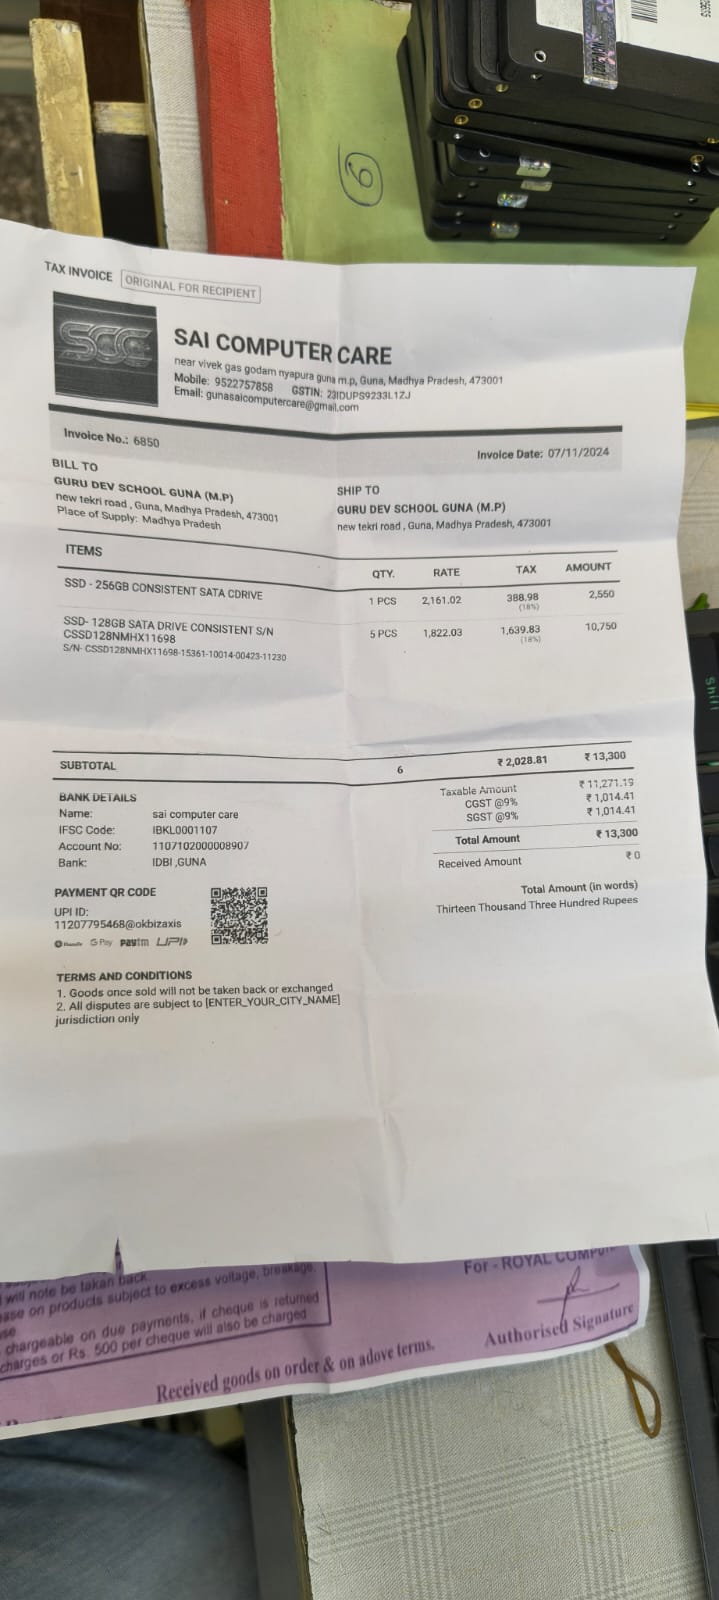 6
TAX INVOICE ORIGINAL FOR RECIPIENT
SCC
SAI COMPUTER CARE
near vivek gas godam nyapura guna m.p, Guna, Madhya Pradesh, 473001
Mobile: 9522757858 GSTIN: 23IDUPS9233L1ZJ
Email: gunasaicomputercare@gmail.com
Invoice No.: 6850
Invoice Date: 07/11/2024
BILL TO
GURU DEV SCHOOL GUNA (M.P)
new tekri road , Guna, Madhya Pradesh, 473001
Place of Supply: Madhya Pradesh
SHIP TO
GURU DEV SCHOOL GUNA (M.P)
new tekri road , Guna, Madhya Pradesh, 473001
ITEMS QTY. RATE TAX AMOUNT
SSD - 256GB CONSISTENT SATA CDRIVE 1 PCS 2,161.02 388.98 2,550
(18%)
SSD- 128GB SATA DRIVE CONSISTENT S/N 5 PCS 1,822.03 1,639.83 10,750
CSSD128NMHX11698 (18%)
S/N- CSSD128NMHX11698-15361-10014-00423-11230
SUBTOTAL 6 ₹ 2,028.81 ₹ 13,300
BANK DETAILS
Name: sai computer care
IFSC Code: IBKL0001107
Account No: 1107102000008907
Bank: IDBI ,GUNA
Taxable Amount ₹ 11,271.19
CGST @9% ₹ 1,014.41
SGST @9% ₹ 1,014.41
Total Amount ₹ 13,300
Received Amount ₹ 0
Total Amount (in words)
Thirteen Thousand Three Hundred Rupees
PAYMENT QR CODE
UPI ID:
11207795468@okbizaxis
G Pay paytm UPI
TERMS AND CONDITIONS
1. Goods once sold will not be taken back or exchanged
2. All disputes are subject to [ENTER_YOUR_CITY_NAME]
jurisdiction only
will note be takan back.
on products subject to excess voltage, breakage,
chargeable on due payments, if cheque is returned
charges or Rs. 500 per cheque will also be charged
For - ROYAL
Authorised Signature
Received goods on order & on adove terms.
shift